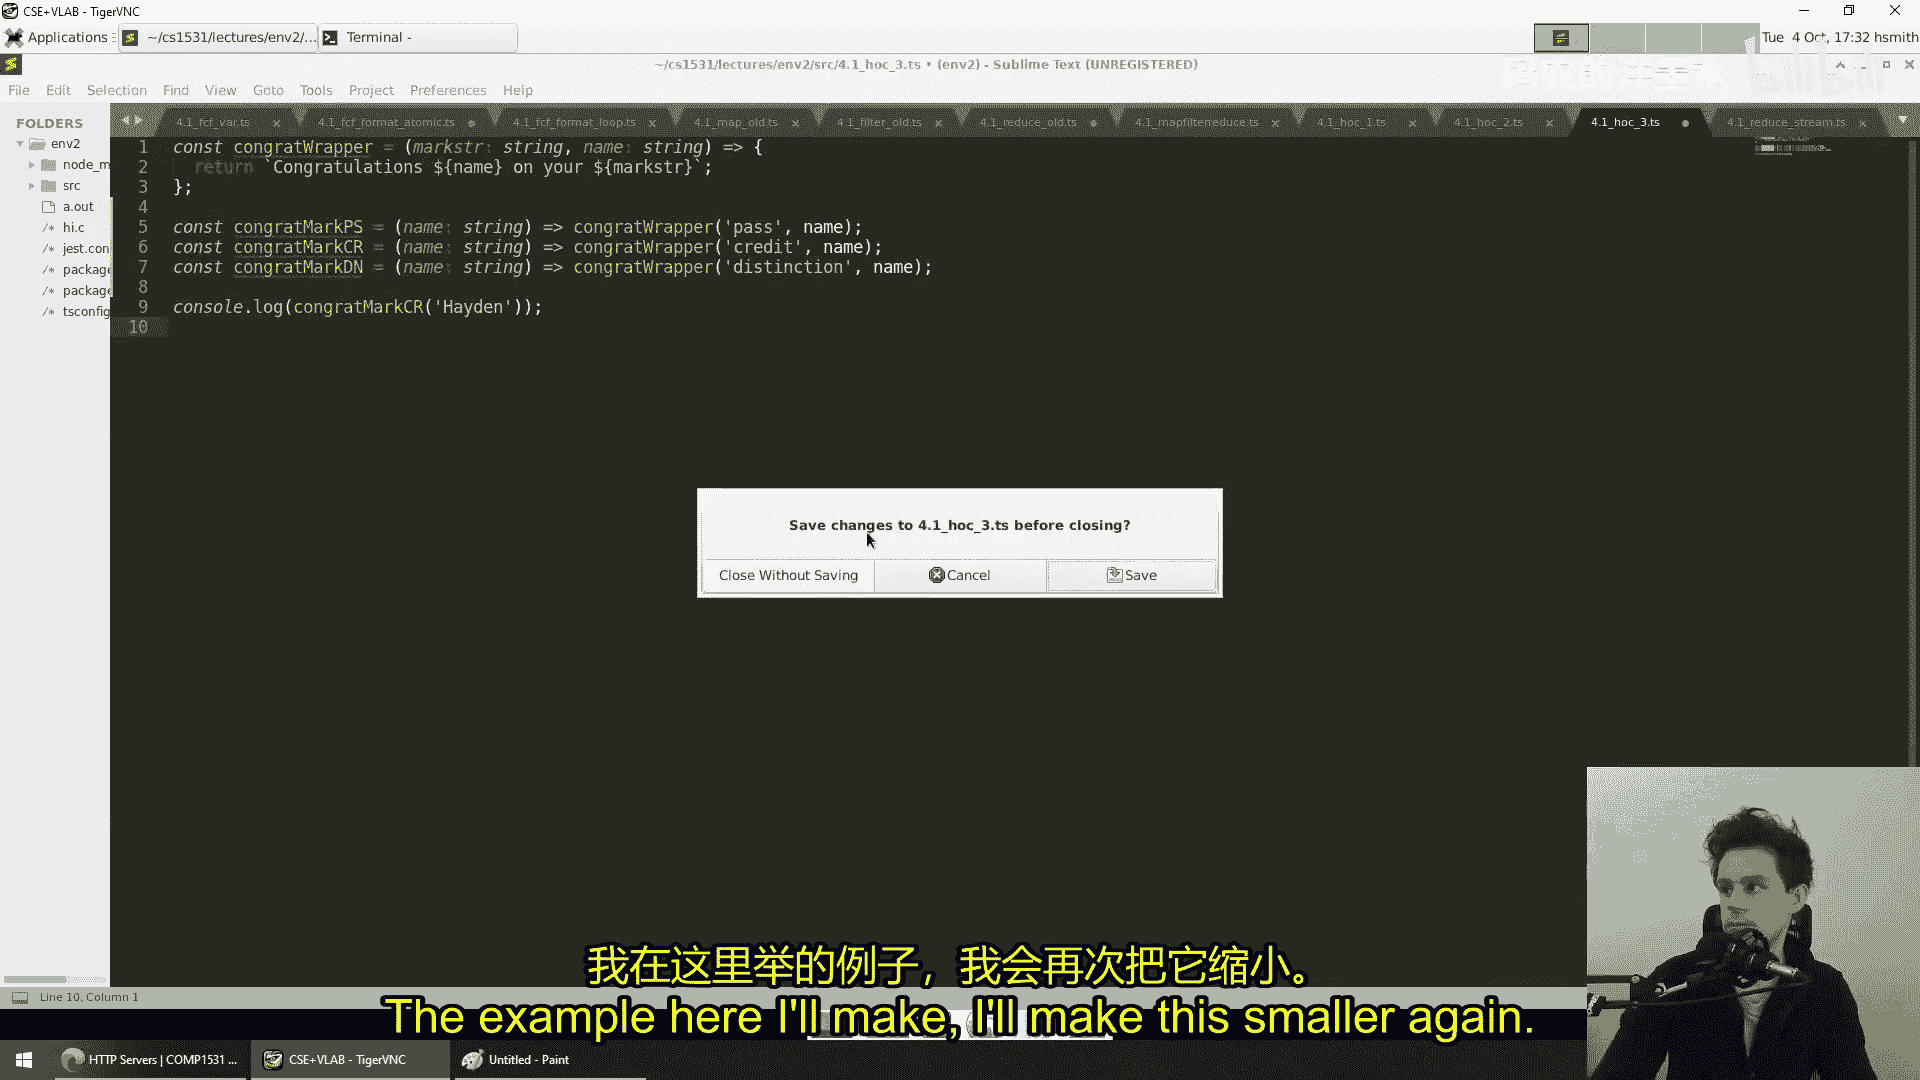 CSE+VLAB - TigerVNC
Applications ~/cs1531/lectures/env2/... Terminal - Tue 4 Oct, 17:32 hsmith
~/cs1531/lectures/env2/src/4.1_hoc_3.ts • (env2) - Sublime Text (UNREGISTERED)
File Edit Selection Find View Goto Tools Project Preferences Help
FOLDERS
env2
node_m
src
a.out
hi.c
jest.con
package
package
tsconfig
4.1_fcf_var.ts 4.1_fcf_format_atomic.ts 4.1_fcf_format_loop.ts 4.1_map_old.ts 4.1_filter_old.ts 4.1_reduce_old.ts 4.1_mapfilterreduce.ts 4.1_hoc_1.ts 4.1_hoc_2.ts 4.1_hoc_3.ts 4.1_reduce_stream.ts
1 const congratWrapper = (markstr: string, name: string) => {
2 return `Congratulations ${name} on your ${markstr}`;
3 };
4
5 const congratMarkPS = (name: string) => congratWrapper('pass', name);
6 const congratMarkCR = (name: string) => congratWrapper('credit', name);
7 const congratMarkDN = (name: string) => congratWrapper('distinction', name);
8
9 console.log(congratMarkCR('Hayden'));
10
Save changes to 4.1_hoc_3.ts before closing?
Close Without Saving Cancel Save
我在这里举的例子，我会再次把它缩小。
Line 10, Column 1
The example here I'll make, I'll make this smaller again.
HTTP Servers | COMP1531 ... CSE+VLAB - TigerVNC Untitled - Paint